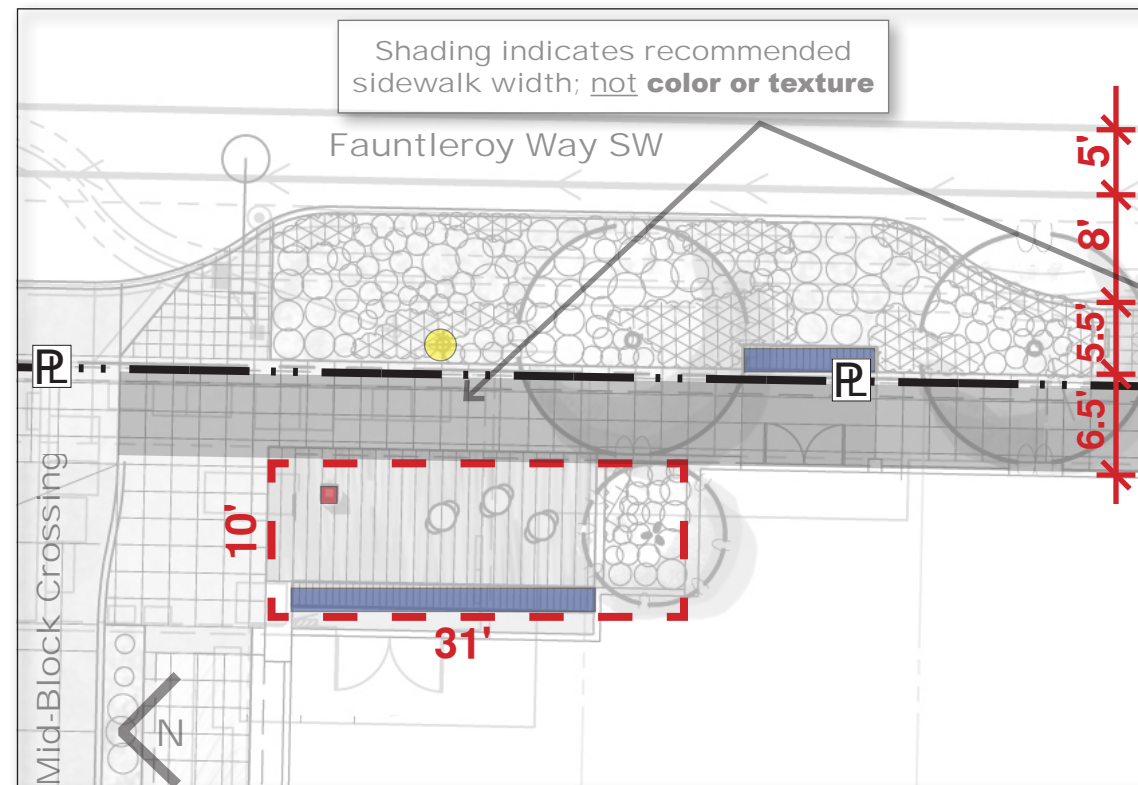 Shading indicates recommended
sidewalk width; not color or texture
Fauntleroy Way SW
5'
8'
5.5'
6.5'
PL
PL
10'
31'
Mid-Block Crossing
N